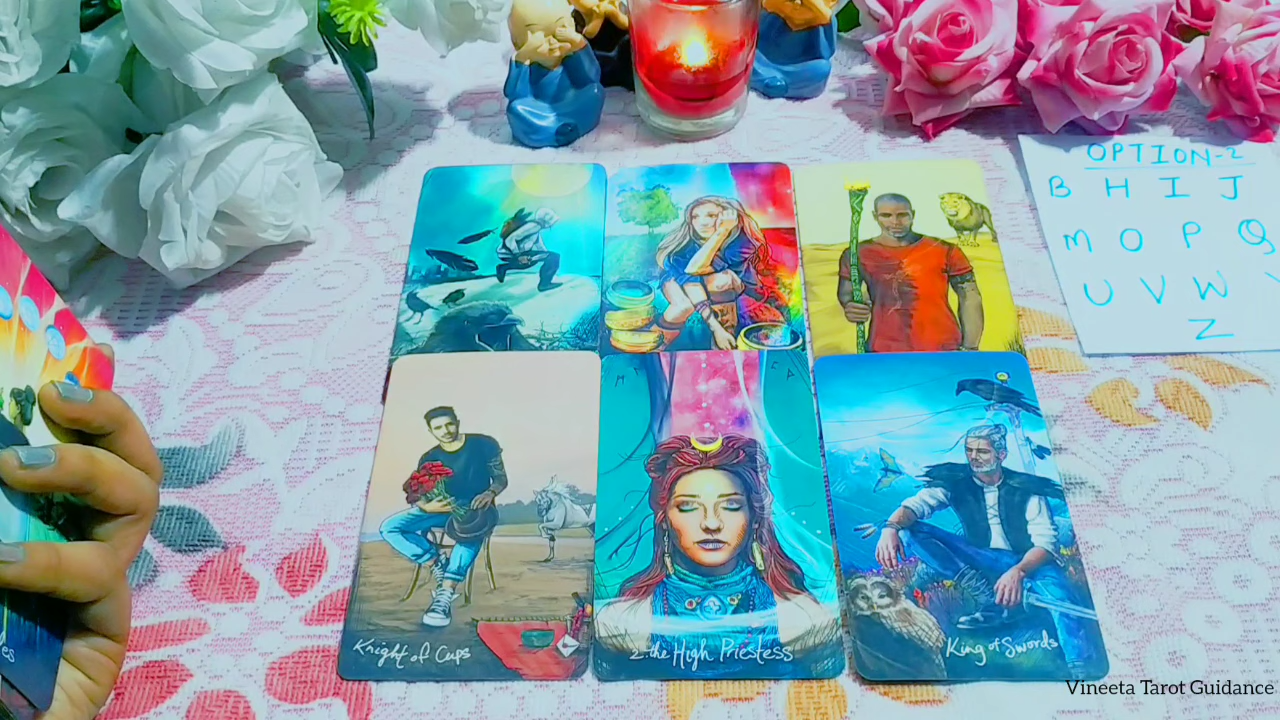 OPTION-2
B H I J
M O P Q
U V W
Z
Knight of Cups
2. the High Priestess
King of Swords
Vineeta Tarot Guidance